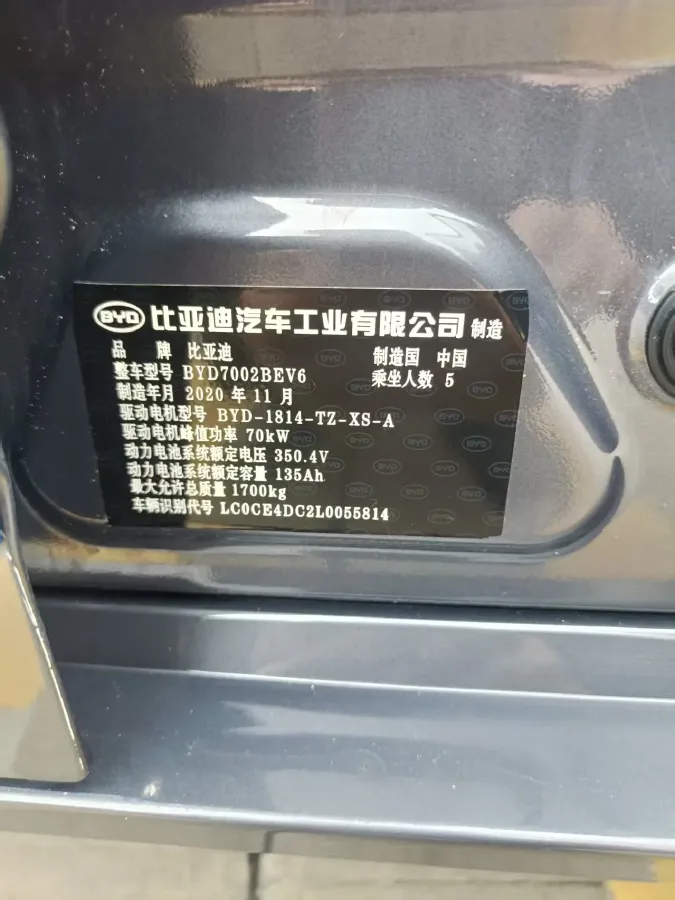 BYD 比亚迪汽车工业有限公司 制造
品牌 比亚迪 制造国 中国
整车型号 BYD7002BEV6 乘坐人数 5
制造年月 2020 年 11 月
驱动电机型号 BYD-1814-TZ-XS-A
驱动电机峰值功率 70kW
动力电池系统额定电压 350.4V
动力电池系统额定容量 135Ah
最大允许总质量 1700kg
车辆识别代号 LC0CE4DC2L0055814